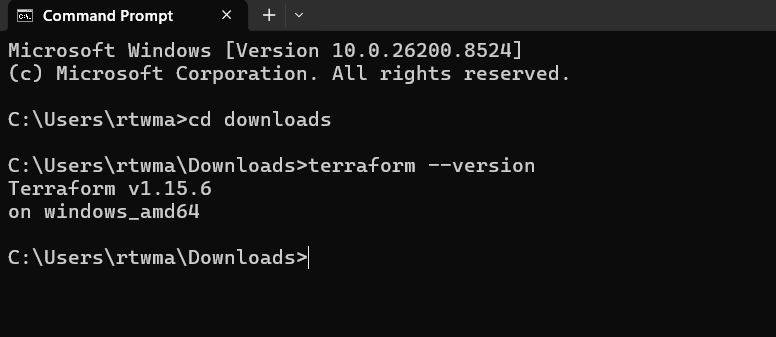 Command Prompt
Microsoft Windows [Version 10.0.26200.8524]
(c) Microsoft Corporation. All rights reserved.
C:\Users\rtwma>cd downloads
C:\Users\rtwma\Downloads>terraform --version
Terraform v1.15.6
on windows_amd64
C:\Users\rtwma\Downloads>